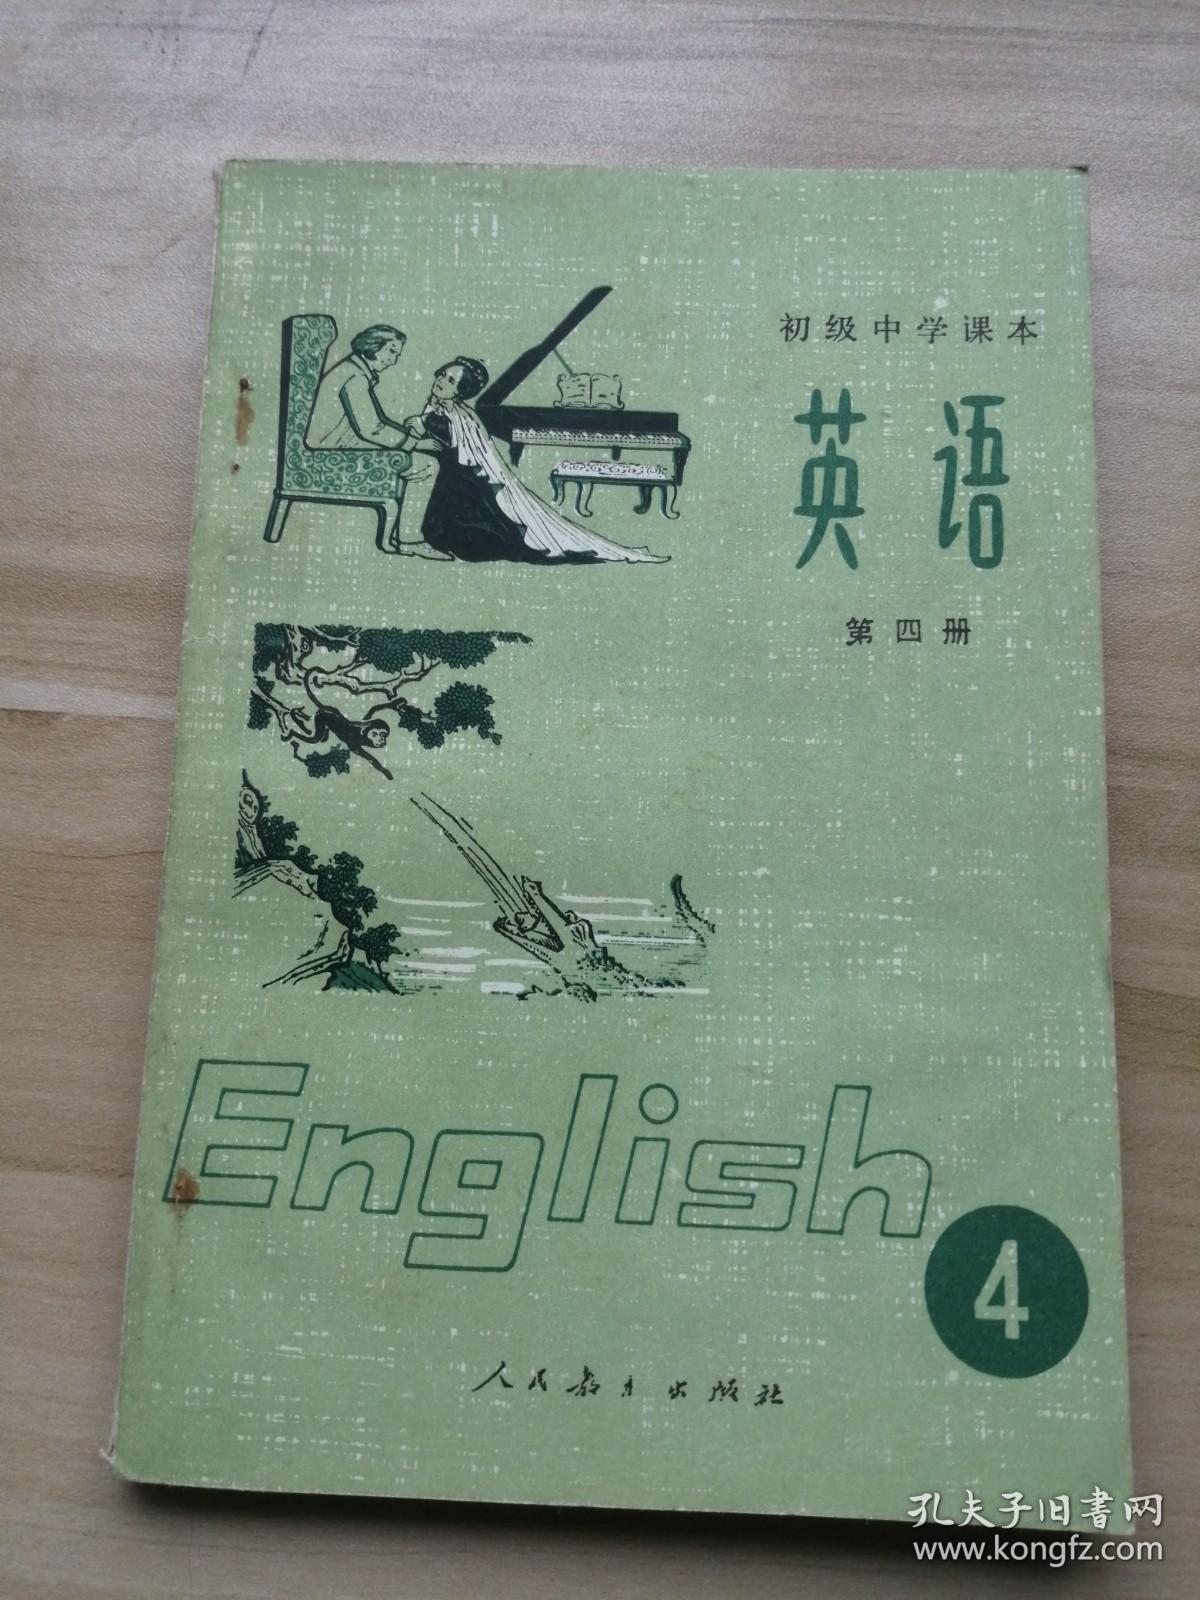 初级中学课本
英语
第四册
English
4
人民教育出版社
孔夫子旧书网
www.kongfz.com